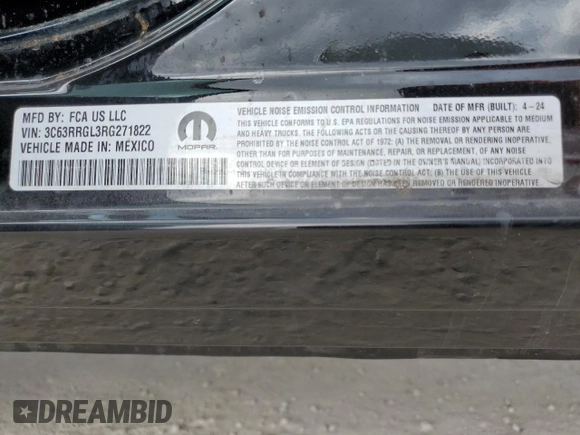 MFD BY: FCA US LLC
VIN: 3C63RRGL3RG271822
VEHICLE MADE IN: MEXICO
MOPAR
VEHICLE NOISE EMISSION CONTROL INFORMATION DATE OF MFR (BUILT): 4-24
THIS VEHICLE CONFORMS TO U.S. EPA REGULATIONS FOR NOISE EMISSION APPLICABLE TO MEDIUM
AND HEAVY TRUCKS. THE FOLLOWING ACTS OR THE CAUSING THEREOF BY ANY PERSON ARE
PROHIBITED BY THE NOISE CONTROL ACT OF 1972: (A) THE REMOVAL OR RENDERING INOPERATIVE,
OTHER THAN FOR PURPOSES OF MAINTENANCE, REPAIR, OR REPLACEMENT, OF ANY NOISE
CONTROL DEVICE OR ELEMENT OF DESIGN (LISTED IN THE OWNER'S MANUAL) INCORPORATED INTO
THIS VEHICLE IN COMPLIANCE WITH THE NOISE CONTROL ACT; (B) THE USE OF THIS VEHICLE
AFTER SUCH DEVICE OR ELEMENT OF DESIGN HAS BEEN REMOVED OR RENDERED INOPERATIVE.
DREAMBID